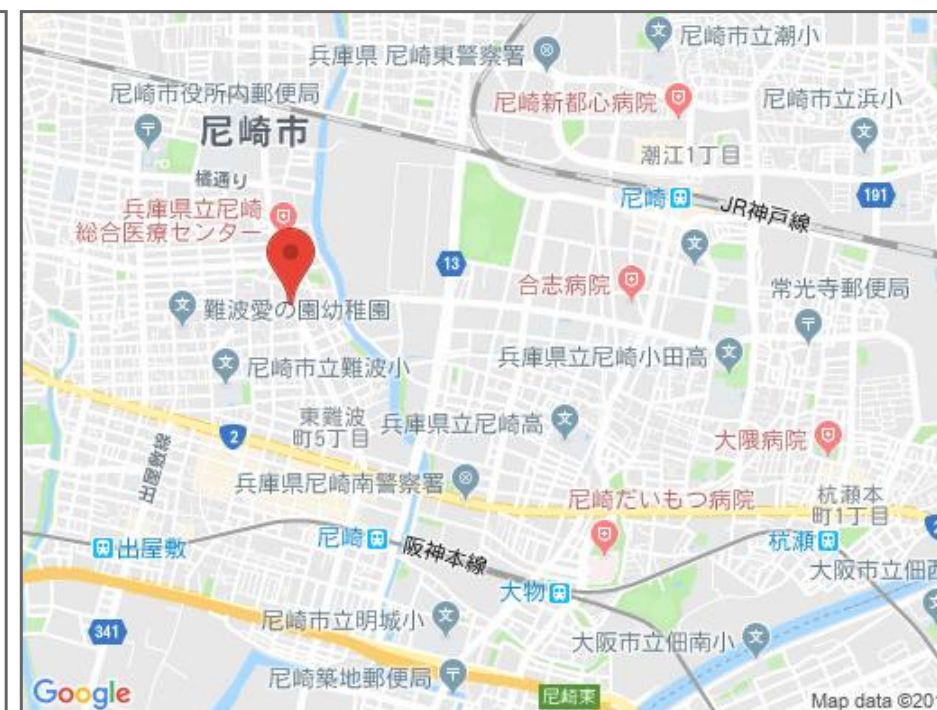 兵庫県 尼崎東警察署
尼崎市立潮小
尼崎市役所内郵便局
尼崎新都心病院
尼崎市立浜小
尼崎市
潮江1丁目
橘通り
尼崎
191
兵庫県立尼崎
総合医療センター
JR神戸線
13
合志病院
常光寺郵便局
難波愛の園幼稚園
尼崎市立難波小
兵庫県立尼崎小田高
東難波
町5丁目
兵庫県立尼崎高
2
大隈病院
出屋敷線
兵庫県尼崎南警察署
尼崎だいもつ病院
杭瀬本
町1丁目
2
出屋敷
尼崎
阪神本線
杭瀬
大物
大阪市立佃西
尼崎市立明城小
341
大阪市立佃南小
尼崎築地郵便局
尼崎東
Google
Map data ©201